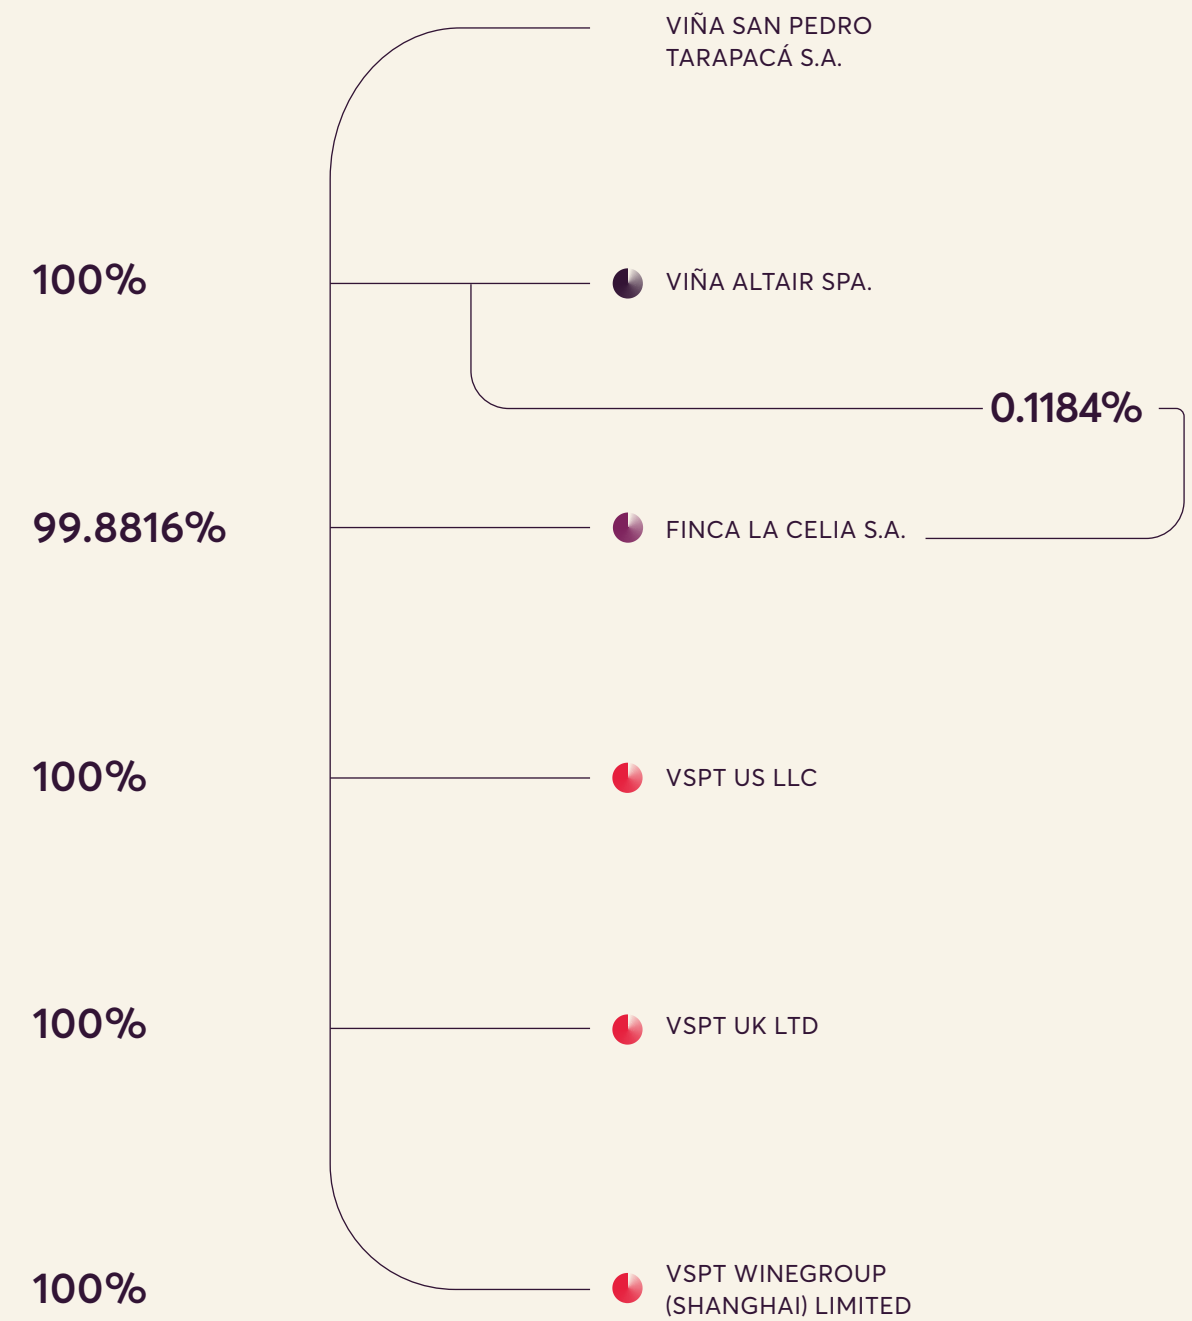 VIÑA SAN PEDRO
TARAPACÁ S.A.
100%
VIÑA ALTAIR SPA.
0.1184%
99.8816%
FINCA LA CELIA S.A.
100%
VSPT US LLC
100%
VSPT UK LTD
100%
VSPT WINEGROUP
(SHANGHAI) LIMITED